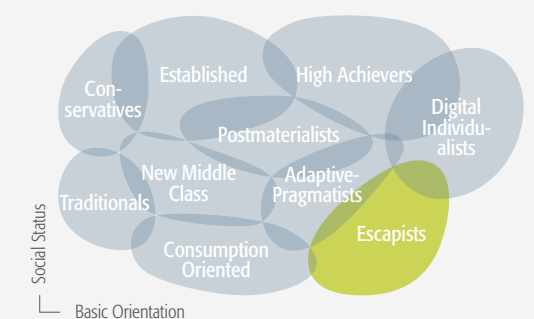 Established
High Achievers
Con-
servatives
Digital
Individu-
alists
Postmaterialists
New Middle
Class
Adaptive-
Pragmatists
Traditionals
Escapists
Consumption
Oriented
Social Status
Basic Orientation